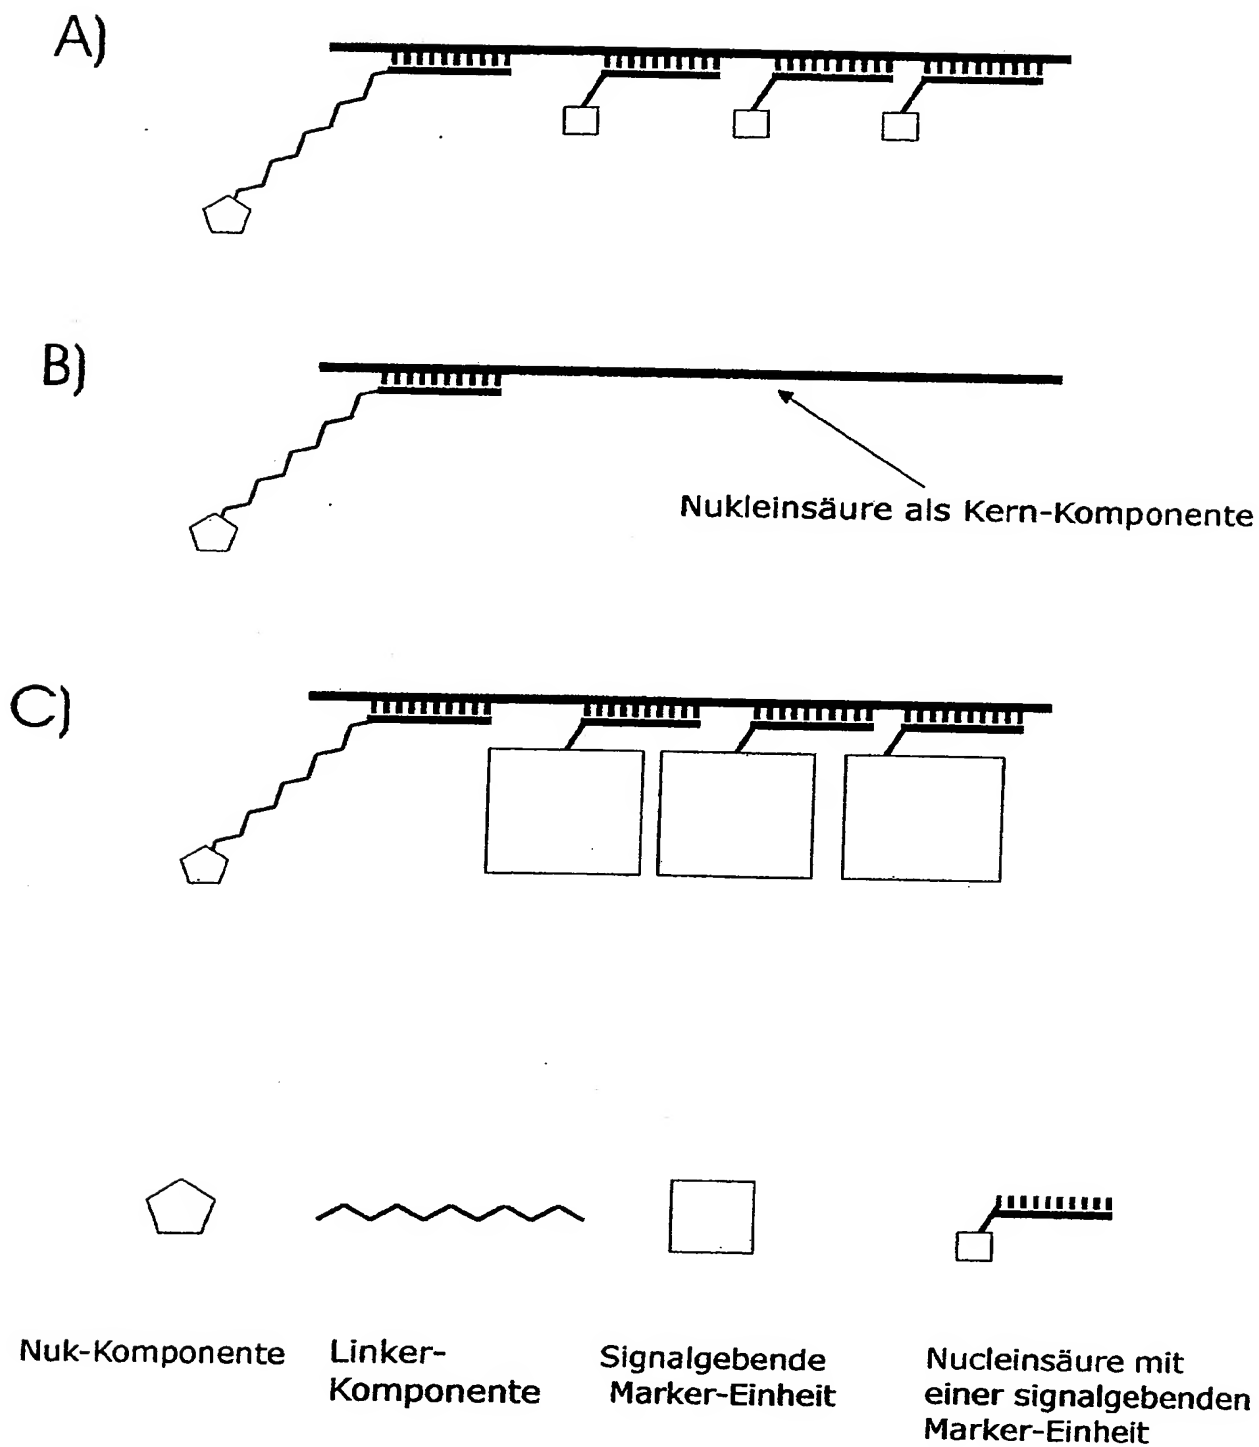 A)
B)
Nukleinsäure als Kern-Komponente
C)
Nuk-Komponente
Linker-
Komponente
Signalgebende
Marker-Einheit
Nucleinsäure mit
einer signalgebenden
Marker-Einheit